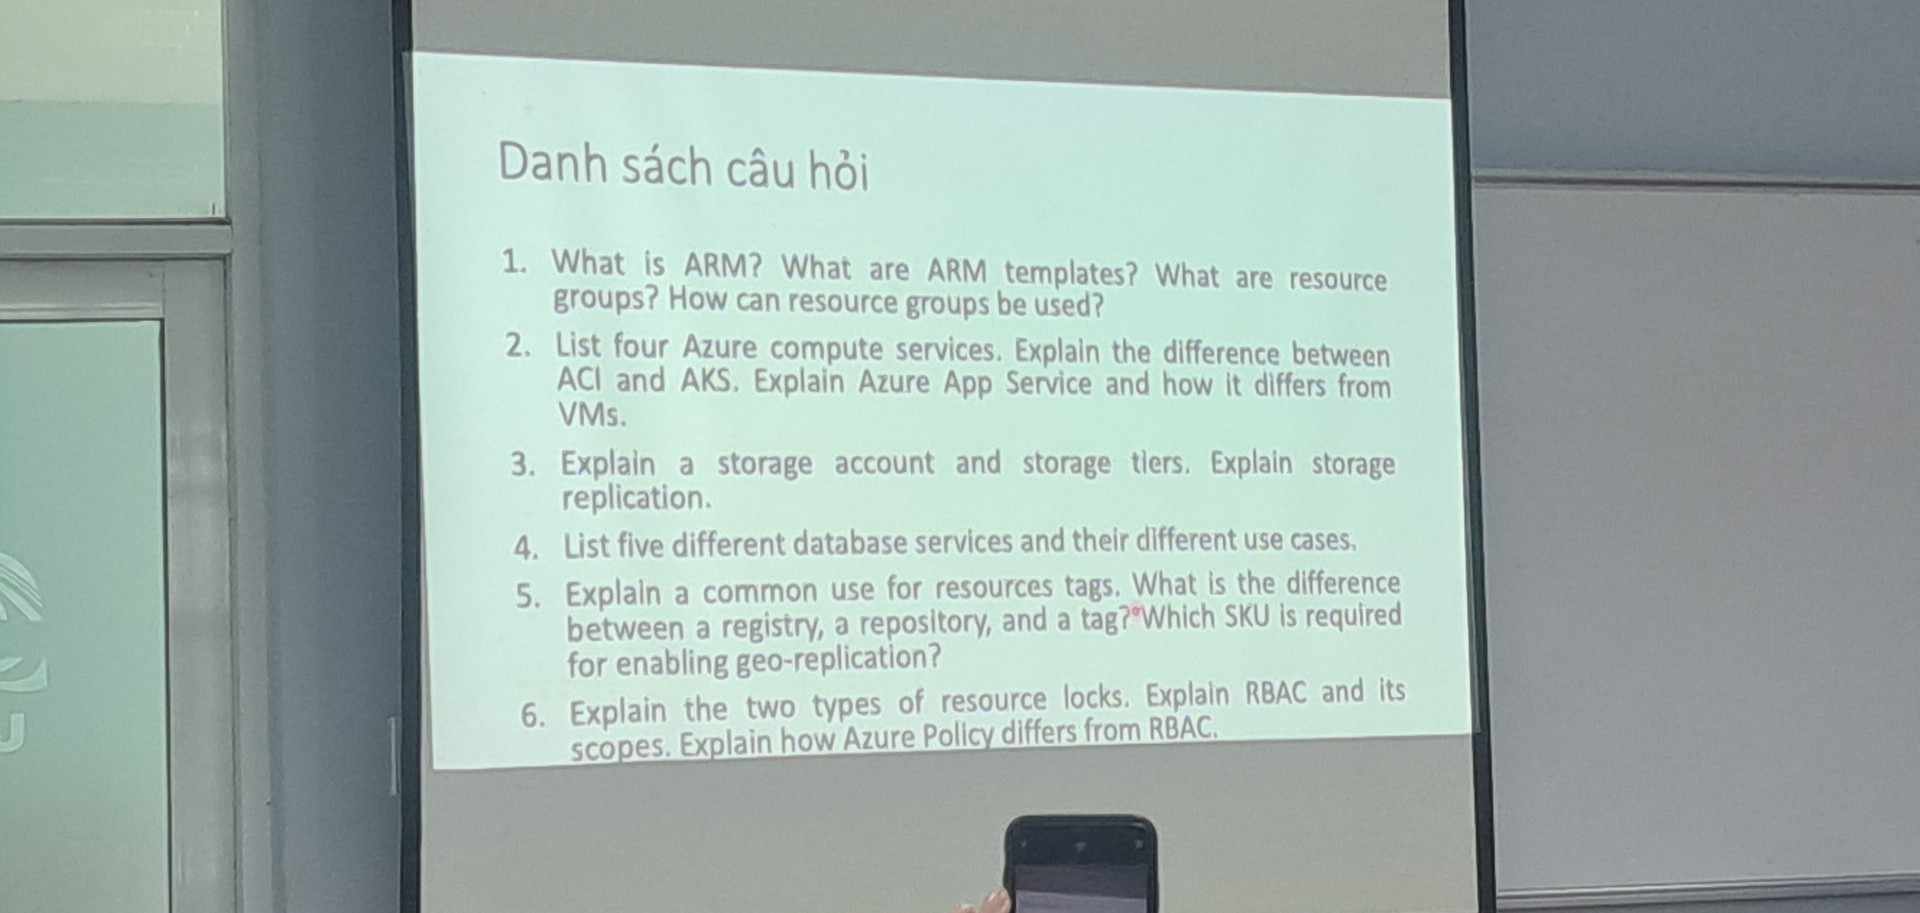 Danh sách câu hỏi
1. What is ARM? What are ARM templates? What are resource
groups? How can resource groups be used?
2. List four Azure compute services. Explain the difference between
ACI and AKS. Explain Azure App Service and how it differs from
VMs.
3. Explain a storage account and storage tiers. Explain storage
replication.
4. List five different database services and their different use cases.
5. Explain a common use for resources tags. What is the difference
between a registry, a repository, and a tag? Which SKU is required
for enabling geo-replication?
6. Explain the two types of resource locks. Explain RBAC and its
scopes. Explain how Azure Policy differs from RBAC.